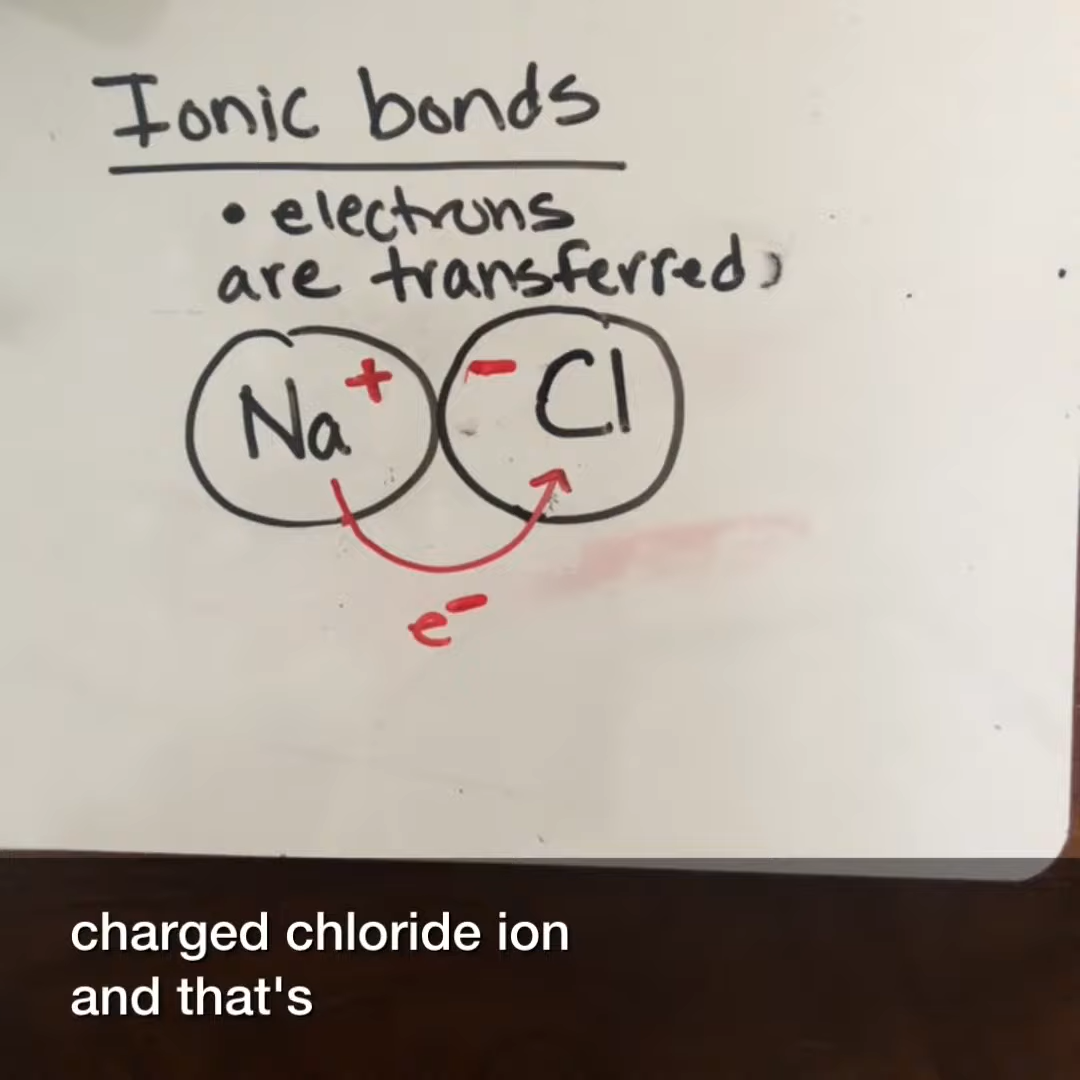 Ionic bonds
• electrons
are transferred
Na+ -Cl
e-
charged chloride ion
and that's